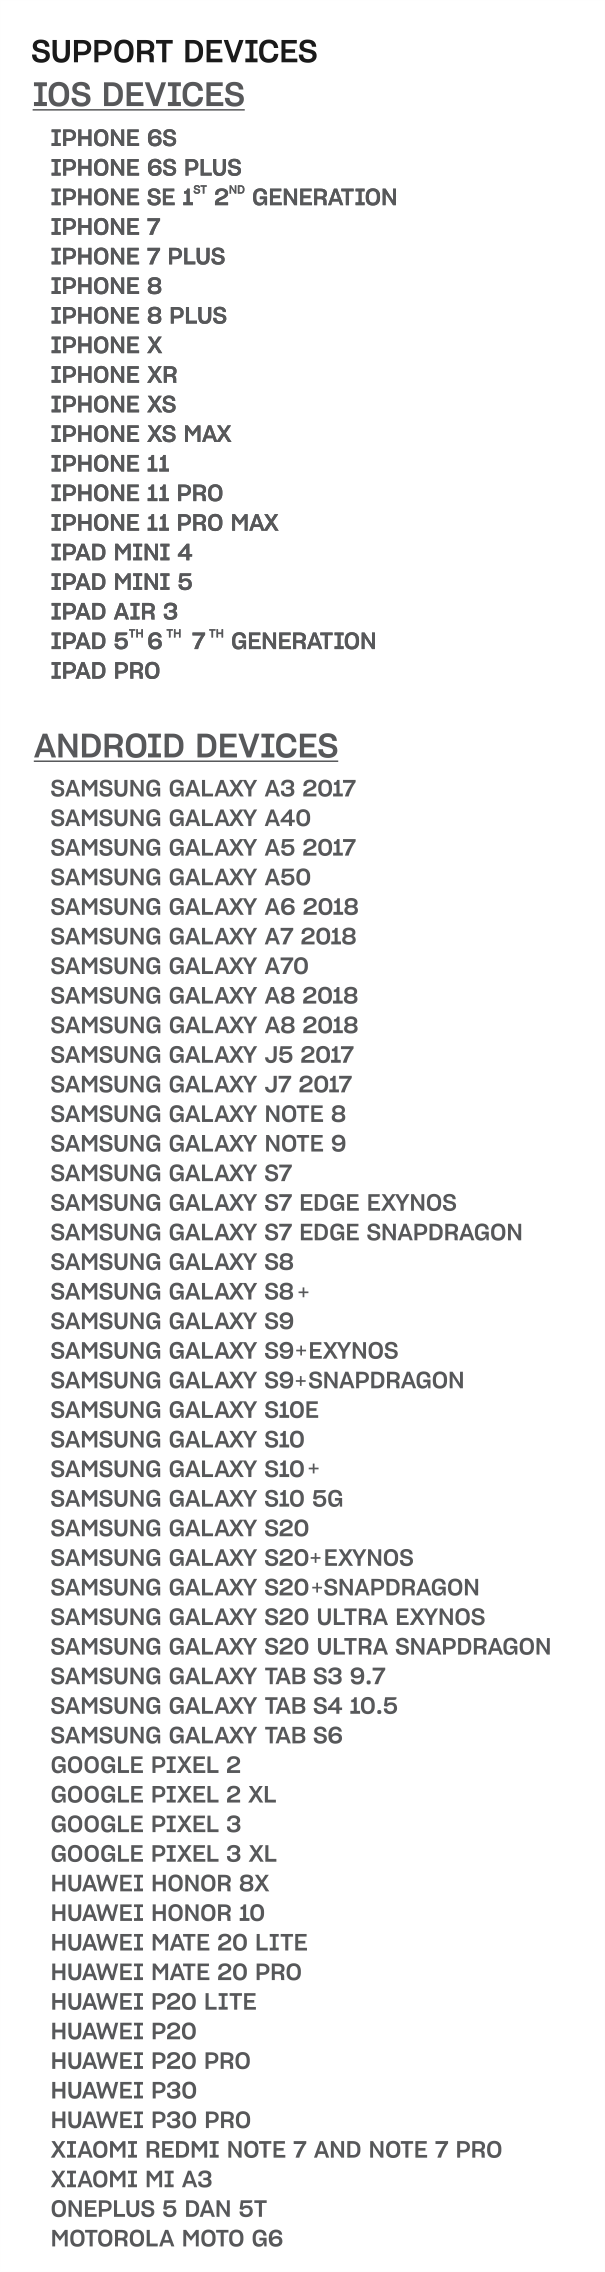 SUPPORT DEVICES
IOS DEVICES
IPHONE 6S
IPHONE 6S PLUS
IPHONE SE 1ST 2ND GENERATION
IPHONE 7
IPHONE 7 PLUS
IPHONE 8
IPHONE 8 PLUS
IPHONE X
IPHONE XR
IPHONE XS
IPHONE XS MAX
IPHONE 11
IPHONE 11 PRO
IPHONE 11 PRO MAX
IPAD MINI 4
IPAD MINI 5
IPAD AIR 3
IPAD 5TH 6TH 7TH GENERATION
IPAD PRO
ANDROID DEVICES
SAMSUNG GALAXY A3 2017
SAMSUNG GALAXY A40
SAMSUNG GALAXY A5 2017
SAMSUNG GALAXY A50
SAMSUNG GALAXY A6 2018
SAMSUNG GALAXY A7 2018
SAMSUNG GALAXY A70
SAMSUNG GALAXY A8 2018
SAMSUNG GALAXY A8 2018
SAMSUNG GALAXY J5 2017
SAMSUNG GALAXY J7 2017
SAMSUNG GALAXY NOTE 8
SAMSUNG GALAXY NOTE 9
SAMSUNG GALAXY S7
SAMSUNG GALAXY S7 EDGE EXYNOS
SAMSUNG GALAXY S7 EDGE SNAPDRAGON
SAMSUNG GALAXY S8
SAMSUNG GALAXY S8+
SAMSUNG GALAXY S9
SAMSUNG GALAXY S9+EXYNOS
SAMSUNG GALAXY S9+SNAPDRAGON
SAMSUNG GALAXY S10E
SAMSUNG GALAXY S10
SAMSUNG GALAXY S10+
SAMSUNG GALAXY S10 5G
SAMSUNG GALAXY S20
SAMSUNG GALAXY S20+EXYNOS
SAMSUNG GALAXY S20+SNAPDRAGON
SAMSUNG GALAXY S20 ULTRA EXYNOS
SAMSUNG GALAXY S20 ULTRA SNAPDRAGON
SAMSUNG GALAXY TAB S3 9.7
SAMSUNG GALAXY TAB S4 10.5
SAMSUNG GALAXY TAB S6
GOOGLE PIXEL 2
GOOGLE PIXEL 2 XL
GOOGLE PIXEL 3
GOOGLE PIXEL 3 XL
HUAWEI HONOR 8X
HUAWEI HONOR 10
HUAWEI MATE 20 LITE
HUAWEI MATE 20 PRO
HUAWEI P20 LITE
HUAWEI P20
HUAWEI P20 PRO
HUAWEI P30
HUAWEI P30 PRO
XIAOMI REDMI NOTE 7 AND NOTE 7 PRO
XIAOMI MI A3
ONEPLUS 5 DAN 5T
MOTOROLA MOTO G6